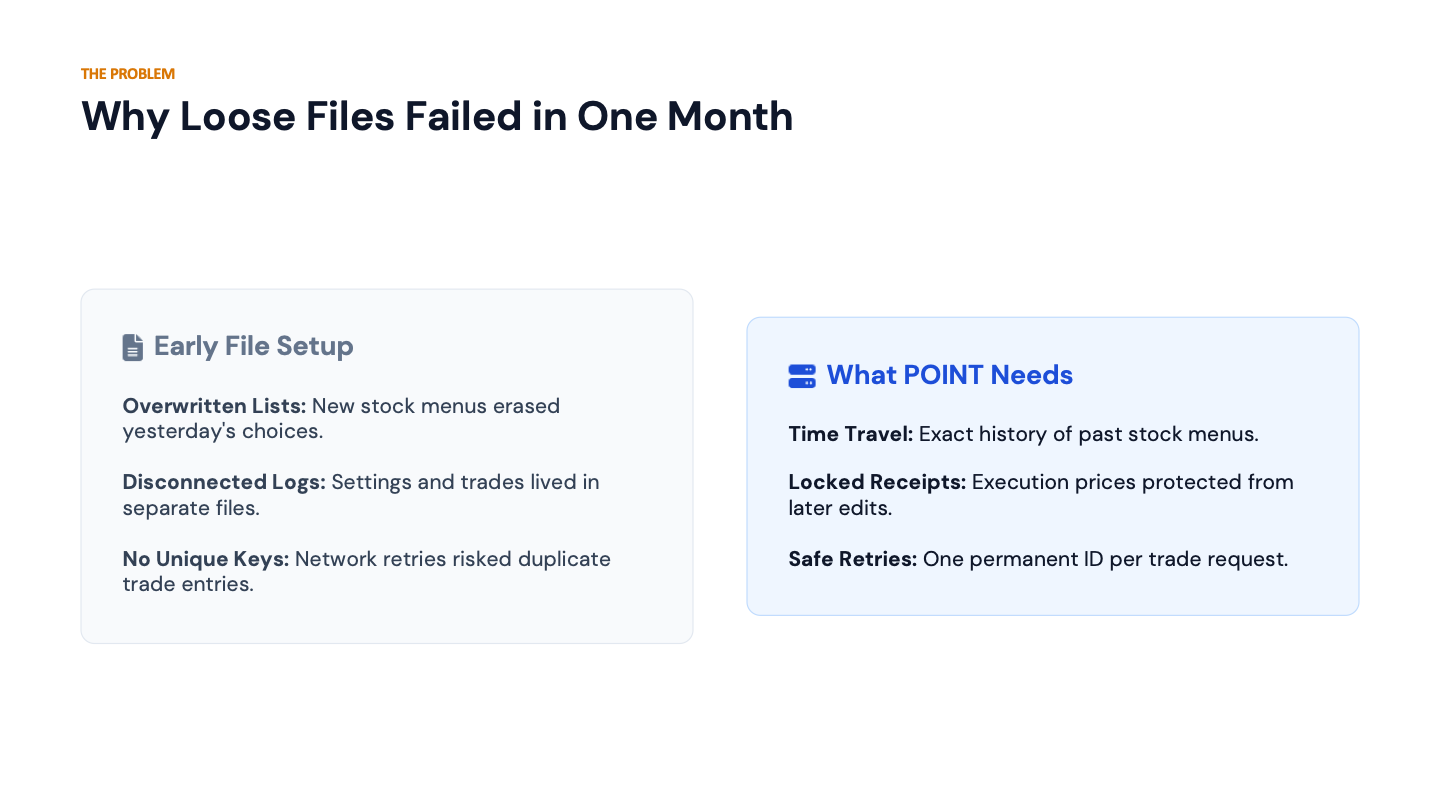 THE PROBLEM
Why Loose Files Failed in One Month
Early File Setup
Overwritten Lists: New stock menus erased
yesterday's choices.
Disconnected Logs: Settings and trades lived in
separate files.
No Unique Keys: Network retries risked duplicate
trade entries.
What POINT Needs
Time Travel: Exact history of past stock menus.
Locked Receipts: Execution prices protected from
later edits.
Safe Retries: One permanent ID per trade request.